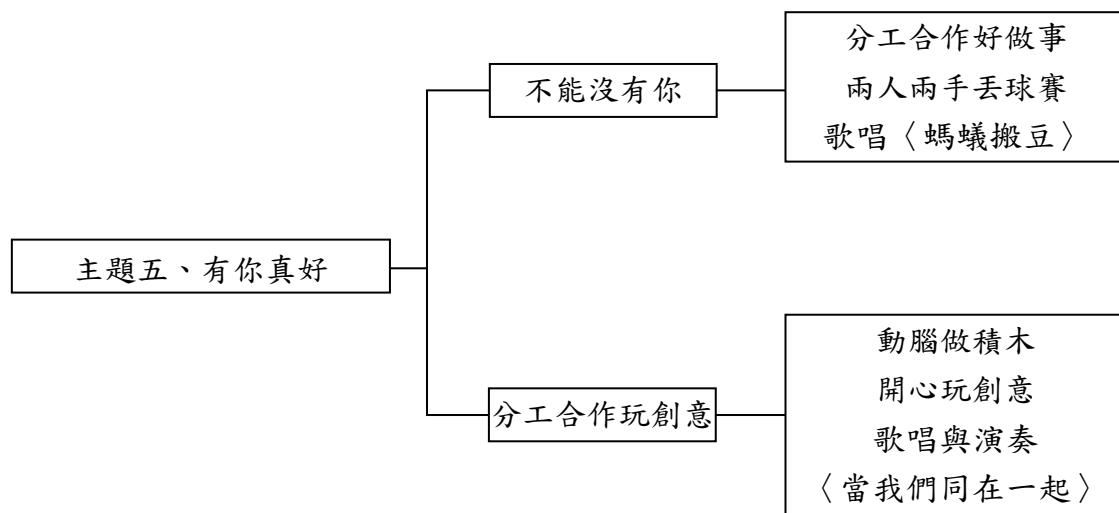 主題五、有你真好
不能沒有你
分工合作好做事
兩人兩手丟球賽
歌唱〈螞蟻搬豆〉
分工合作玩創意
動腦做積木
開心玩創意
歌唱與演奏
〈當我們同在一起〉